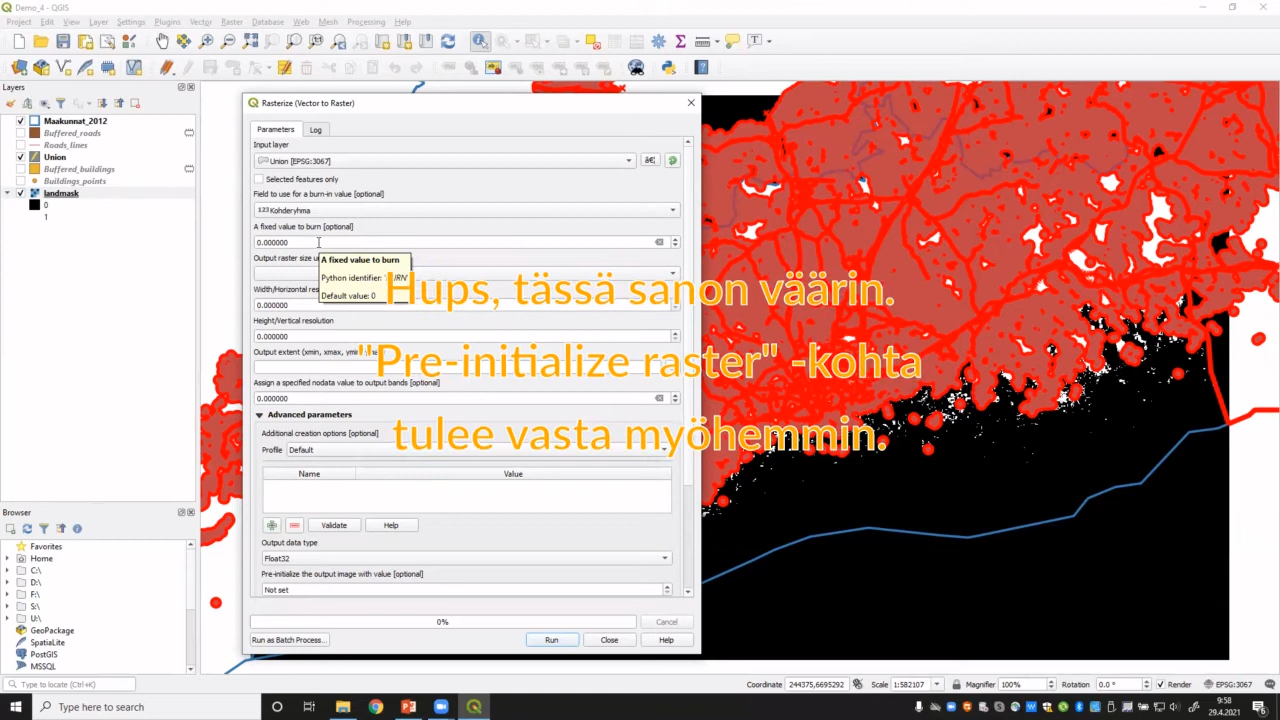 Demo_4 — QGIS
Project Edit View Layer Settings Plugins Vector Raster Database Web Mesh Processing Help
Layers
Maakunnat_2012
Buffered_roads
Roads_lines
Union
Buffered_buildings
Buildings_points
landmask
0
1
Browser
Favorites
Home
C:\
D:\
F:\
S:\
U:\
GeoPackage
SpatiaLite
PostGIS
MSSQL
Rasterize (Vector to Raster)
Parameters Log
Input layer
Union [EPSG:3067]
Selected features only
Field to use for a burn-in value [optional]
123 Kohderyhma
A fixed value to burn [optional]
0.000000
Output raster size u
A fixed value to burn
Python identifier: 'BURN'
Default value: 0
Width/Horizontal res
0.000000
Height/Vertical resolution
0.000000
Output extent (xmin, xmax, ym
Assign a specified nodata value to output bands [optional]
0.000000
Advanced parameters
Additional creation options [optional]
Profile Default
Name Value
Validate Help
Output data type
Float32
Pre-initialize the output image with value [optional]
Not set
0% Cancel
Run as Batch Process... Run Close Help
Hups, tässä sanon väärin.
"Pre-initialize raster" -kohta
tulee vasta myöhemmin.
Type to locate (Ctrl+K) Coordinate 244375,6695292 Scale 1:582107 Magnifier 100% Rotation 0.0 ° Render EPSG:3067
Type here to search
9:58
29.4.2021